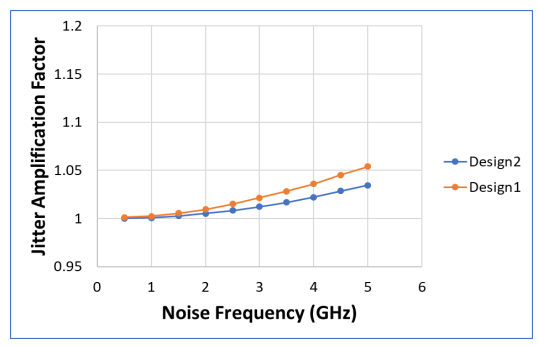 1.2
1.15
1.1
1.05
1
0.95
Jitter Amplification Factor
0 1 2 3 4 5 6
Noise Frequency (GHz)
Design2
Design1